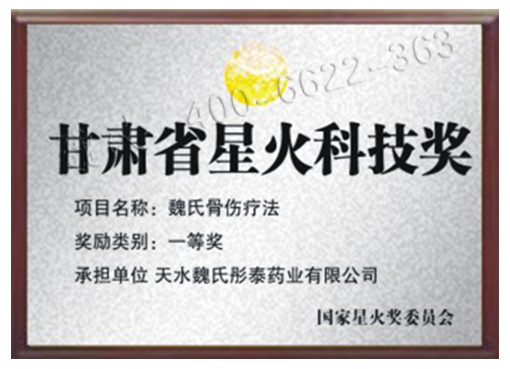 400-6622-363
甘肃省星火科技奖
项目名称：魏氏骨伤疗法
奖励类别：一等奖
承担单位 天水魏氏彤泰药业有限公司
国家星火奖委员会